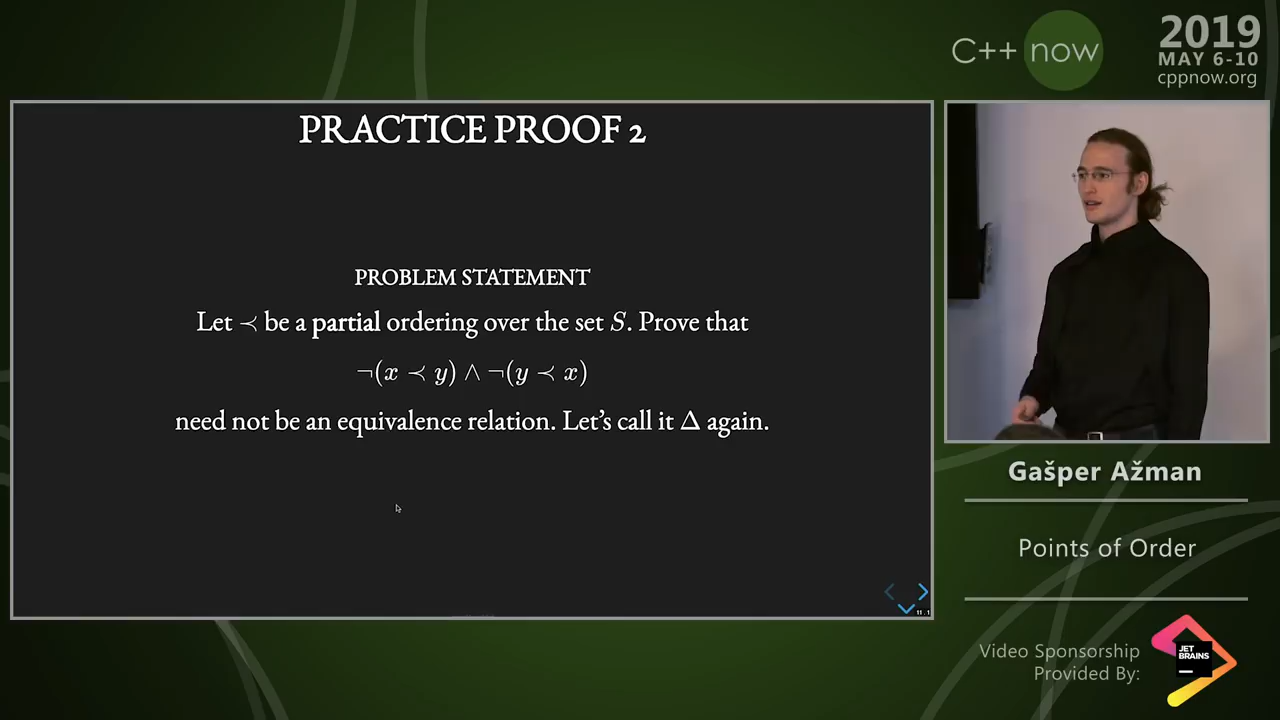 C++ now
2019
MAY 6-10
cppnow.org
PRACTICE PROOF 2
PROBLEM STATEMENT
Let ≺ be a partial ordering over the set S. Prove that
¬(x ≺ y) ∧ ¬(y ≺ x)
need not be an equivalence relation. Let's call it Δ again.
11.1
Gašper Ažman
Points of Order
Video Sponsorship
Provided By:
JET
BRAINS